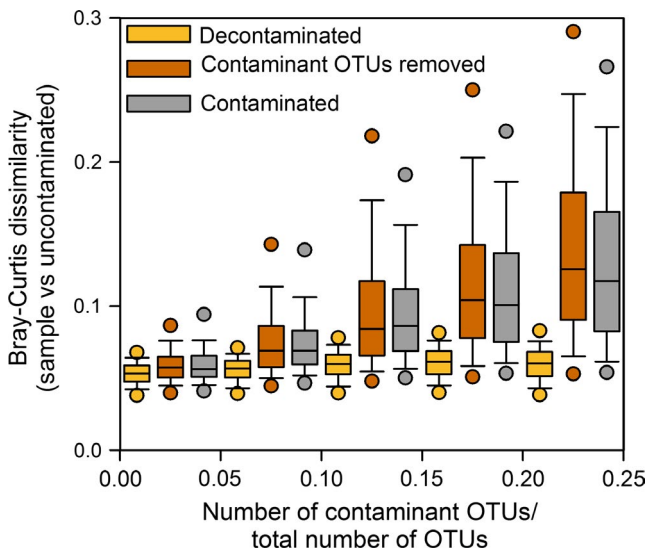 Decontaminated
Contaminant OTUs removed
Contaminated
Bray-Curtis dissimilarity
(sample vs uncontaminated)
0.3
0.2
0.1
0.0
0.00
0.05
0.10
0.15
0.20
0.25
Number of contaminant OTUs/
total number of OTUs